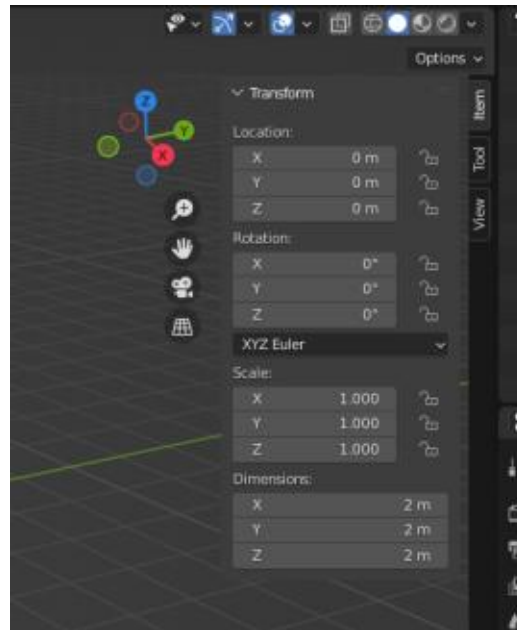 Options
Z
Y
X
Transform
Item
Tool
View
Location:
X 0 m
Y 0 m
Z 0 m
Rotation:
X 0°
Y 0°
Z 0°
XYZ Euler
Scale:
X 1.000
Y 1.000
Z 1.000
Dimensions:
X 2 m
Y 2 m
Z 2 m